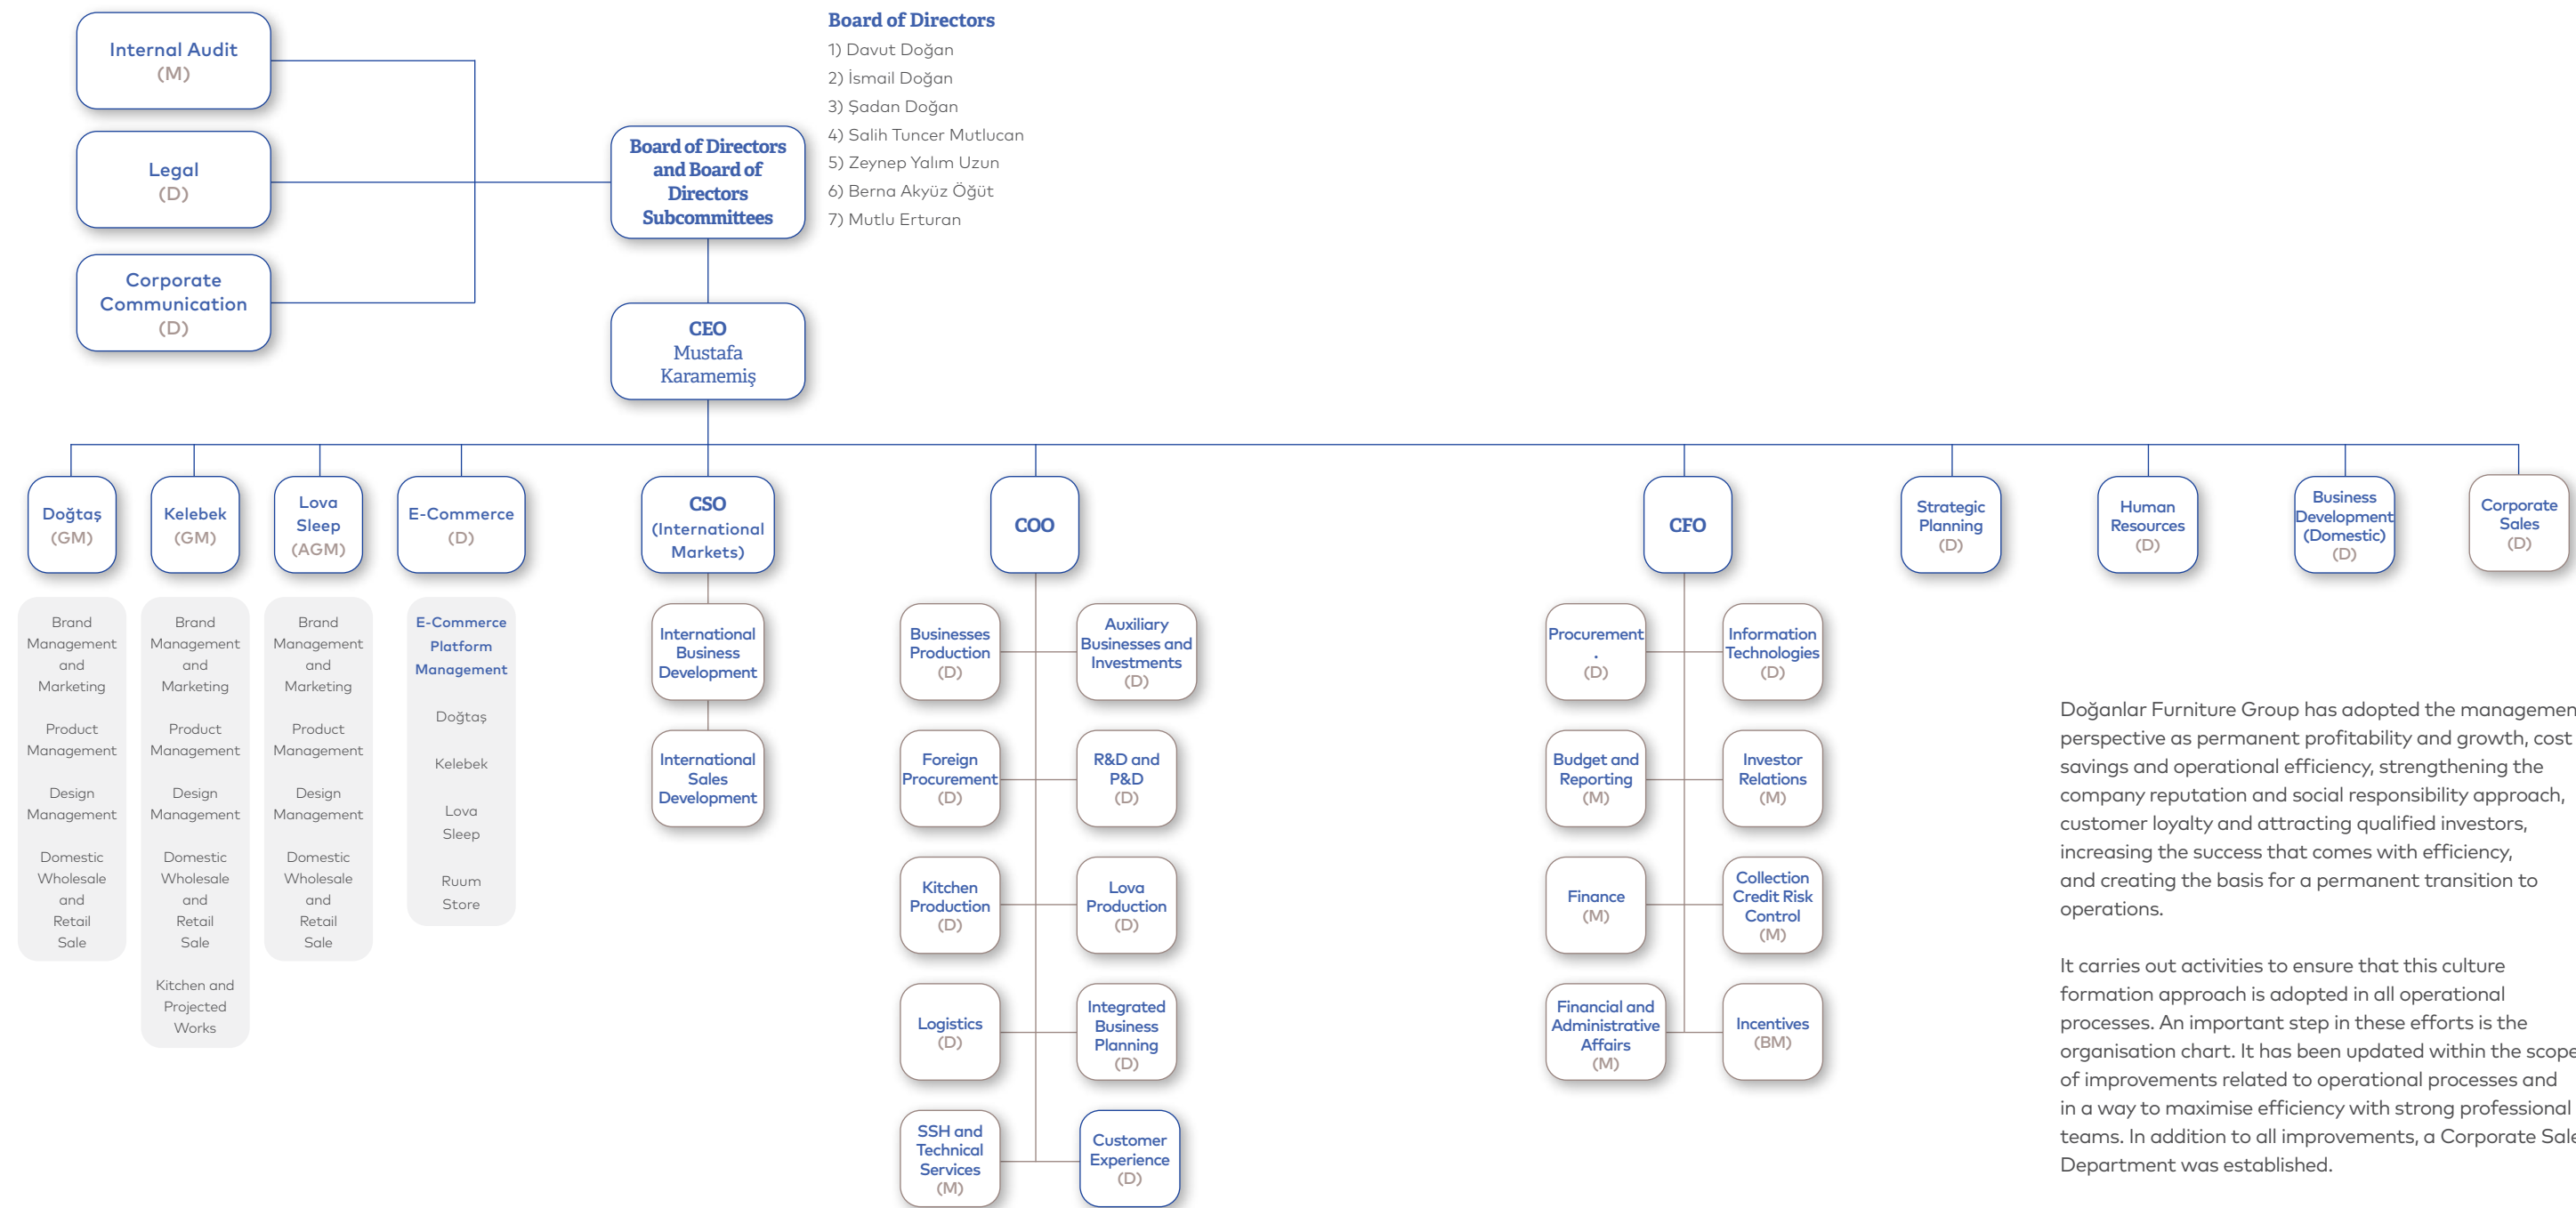 Board of Directors
1) Davut Doğan
2) İsmail Doğan
3) Şadan Doğan
4) Salih Tuncer Mutlucan
5) Zeynep Yalım Uzun
6) Berna Akyüz Öğüt
7) Mutlu Erturan
Internal Audit
(M)
Legal
(D)
Corporate
Communication
(D)
Board of Directors
and Board of
Directors
Subcommittees
CEO
Mustafa
Karamemiş
Doğtaş
(GM)
Kelebek
(GM)
Lova
Sleep
(AGM)
E-Commerce
(D)
CSO
(International
Markets)
COO
CFO
Strategic
Planning
(D)
Human
Resources
(D)
Business
Development
(Domestic)
(D)
Corporate
Sales
(D)
Brand
Management
and
Marketing
Product
Management
Design
Management
Domestic
Wholesale
and
Retail
Sale
Brand
Management
and
Marketing
Product
Management
Design
Management
Domestic
Wholesale
and
Retail
Sale
Kitchen and
Projected
Works
Brand
Management
and
Marketing
Product
Management
Design
Management
Domestic
Wholesale
and
Retail
Sale
E-Commerce
Platform
Management
Doğtaş
Kelebek
Lova
Sleep
Ruum
Store
International
Business
Development
International
Sales
Development
Businesses
Production
(D)
Auxiliary
Businesses and
Investments
(D)
Foreign
Procurement
(D)
R&D and
P&D
(D)
Kitchen
Production
(D)
Lova
Production
(D)
Logistics
(D)
Integrated
Business
Planning
(D)
SSH and
Technical
Services
(M)
Customer
Experience
(D)
Procurement
.
(D)
Information
Technologies
(D)
Budget and
Reporting
(M)
Investor
Relations
(M)
Finance
(M)
Collection
Credit Risk
Control
(M)
Financial and
Administrative
Affairs
(M)
Incentives
(BM)
Doğanlar Furniture Group has adopted the managemen
perspective as permanent profitability and growth, cost
savings and operational efficiency, strengthening the
company reputation and social responsibility approach,
customer loyalty and attracting qualified investors,
increasing the success that comes with efficiency,
and creating the basis for a permanent transition to
operations.
It carries out activities to ensure that this culture
formation approach is adopted in all operational
processes. An important step in these efforts is the
organisation chart. It has been updated within the scope
of improvements related to operational processes and
in a way to maximise efficiency with strong professional
teams. In addition to all improvements, a Corporate Sale
Department was established.